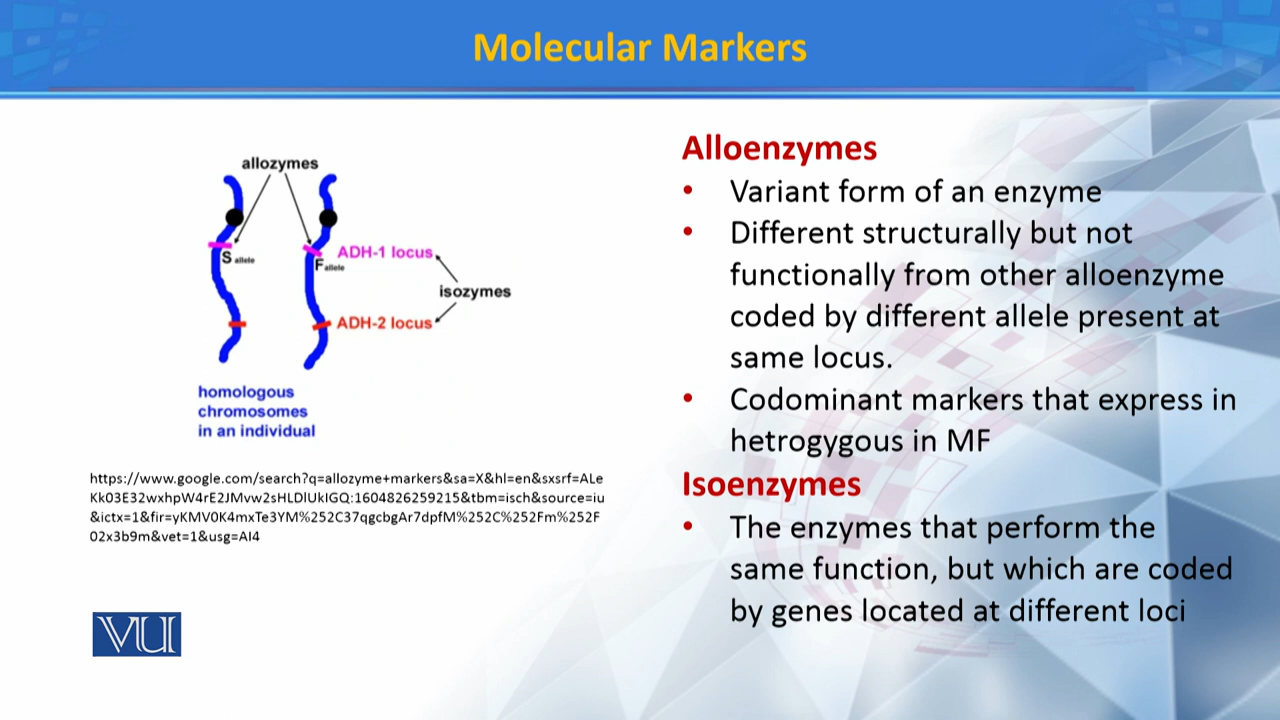 Molecular Markers
allozymes
S allele
F allele
ADH-1 locus
isozymes
ADH-2 locus
homologous
chromosomes
in an individual
https://www.google.com/search?q=allozyme+markers&sa=X&hl=en&sxsrf=ALe
Kk03E32wxhpW4rE2JMvw2sHLDlUklGQ:1604826259215&tbm=isch&source=iu
&ictx=1&fir=yKMV0K4mxTe3YM%252C37qgcbgAr7dpfM%252C%252Fm%252F
02x3b9m&vet=1&usg=AI4
VU
Alloenzymes
• Variant form of an enzyme
• Different structurally but not
functionally from other alloenzyme
coded by different allele present at
same locus.
• Codominant markers that express in
hetrogygous in MF
Isoenzymes
• The enzymes that perform the
same function, but which are coded
by genes located at different loci